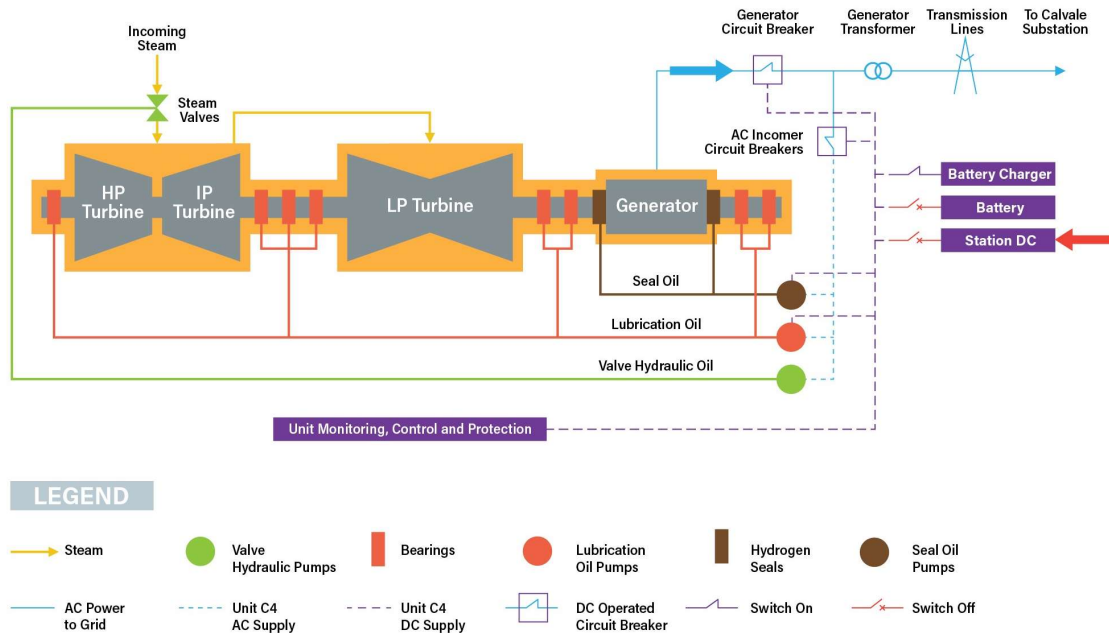 Incoming
Steam
Generator
Circuit Breaker
Generator
Transformer
Transmission
Lines
To Calvale
Substation
Steam
Valves
AC Incomer
Circuit Breakers
HP
Turbine
IP
Turbine
LP Turbine
Generator
Battery Charger
Battery
Station DC
Seal Oil
Lubrication Oil
Valve Hydraulic Oil
Unit Monitoring, Control and Protection
LEGEND
Steam
Valve
Hydraulic Pumps
Bearings
Lubrication
Oil Pumps
Hydrogen
Seals
Seal Oil
Pumps
AC Power
to Grid
Unit C4
AC Supply
Unit C4
DC Supply
DC Operated
Circuit Breaker
Switch On
Switch Off